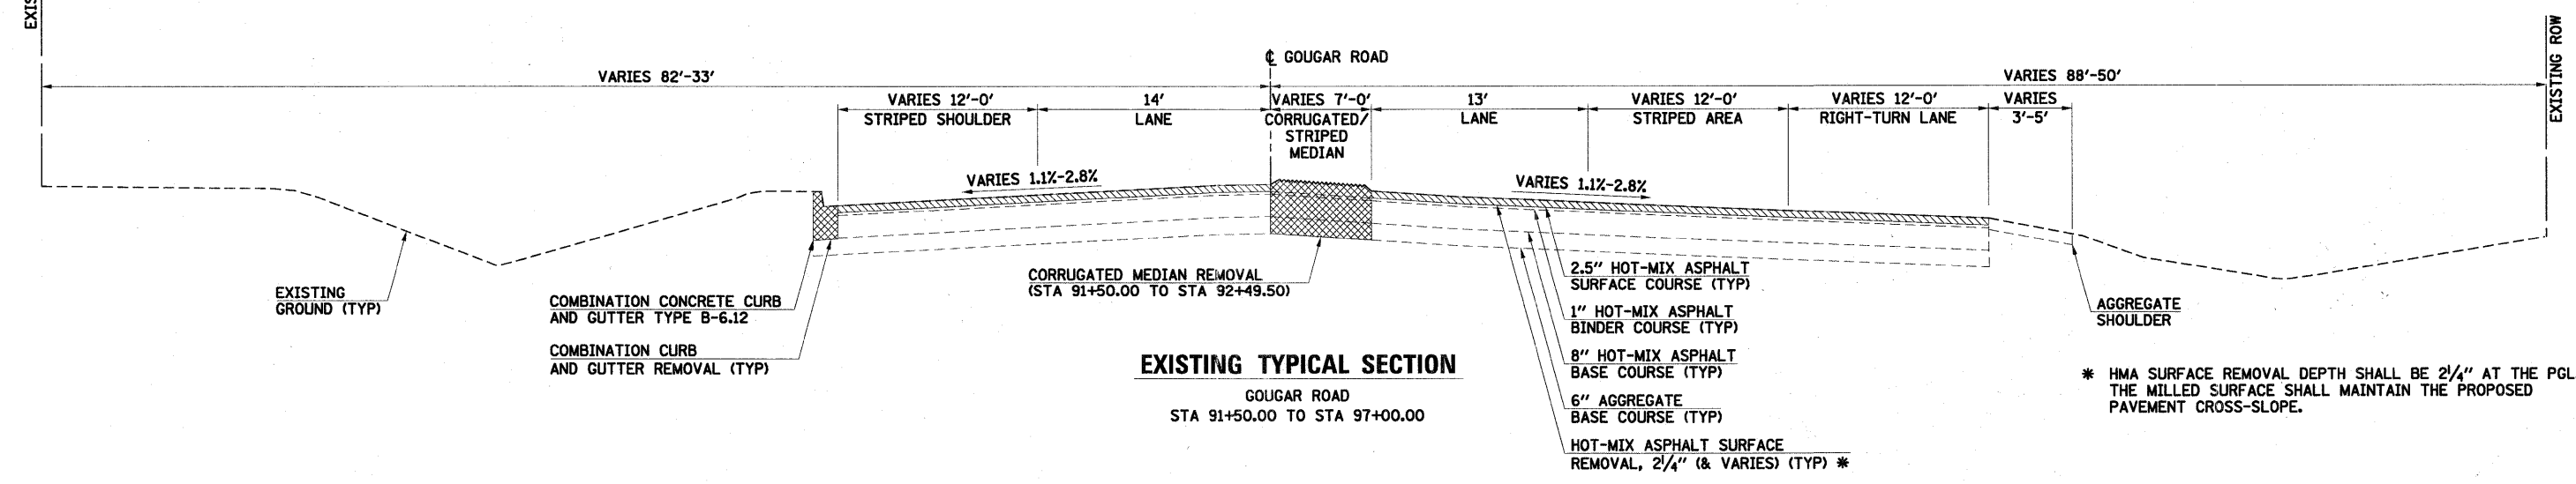 EXIS
EXISTING ROW
℄ GOUGAR ROAD
VARIES 82'-33'
VARIES 88'-50'
VARIES 12'-0'
STRIPED SHOULDER
14'
LANE
VARIES 7'-0'
CORRUGATED/
STRIPED
MEDIAN
13'
LANE
VARIES 12'-0'
STRIPED AREA
VARIES 12'-0'
RIGHT-TURN LANE
VARIES
3'-5'
VARIES 1.1%-2.8%
VARIES 1.1%-2.8%
EXISTING
GROUND (TYP)
COMBINATION CONCRETE CURB
AND GUTTER TYPE B-6.12
COMBINATION CURB
AND GUTTER REMOVAL (TYP)
CORRUGATED MEDIAN REMOVAL
(STA 91+50.00 TO STA 92+49.50)
2.5" HOT-MIX ASPHALT
SURFACE COURSE (TYP)
1" HOT-MIX ASPHALT
BINDER COURSE (TYP)
8" HOT-MIX ASPHALT
BASE COURSE (TYP)
6" AGGREGATE
BASE COURSE (TYP)
HOT-MIX ASPHALT SURFACE
REMOVAL, 2¼" (& VARIES) (TYP) *
AGGREGATE
SHOULDER
EXISTING TYPICAL SECTION
GOUGAR ROAD
STA 91+50.00 TO STA 97+00.00
* HMA SURFACE REMOVAL DEPTH SHALL BE 2¼" AT THE PGL
THE MILLED SURFACE SHALL MAINTAIN THE PROPOSED
PAVEMENT CROSS-SLOPE.